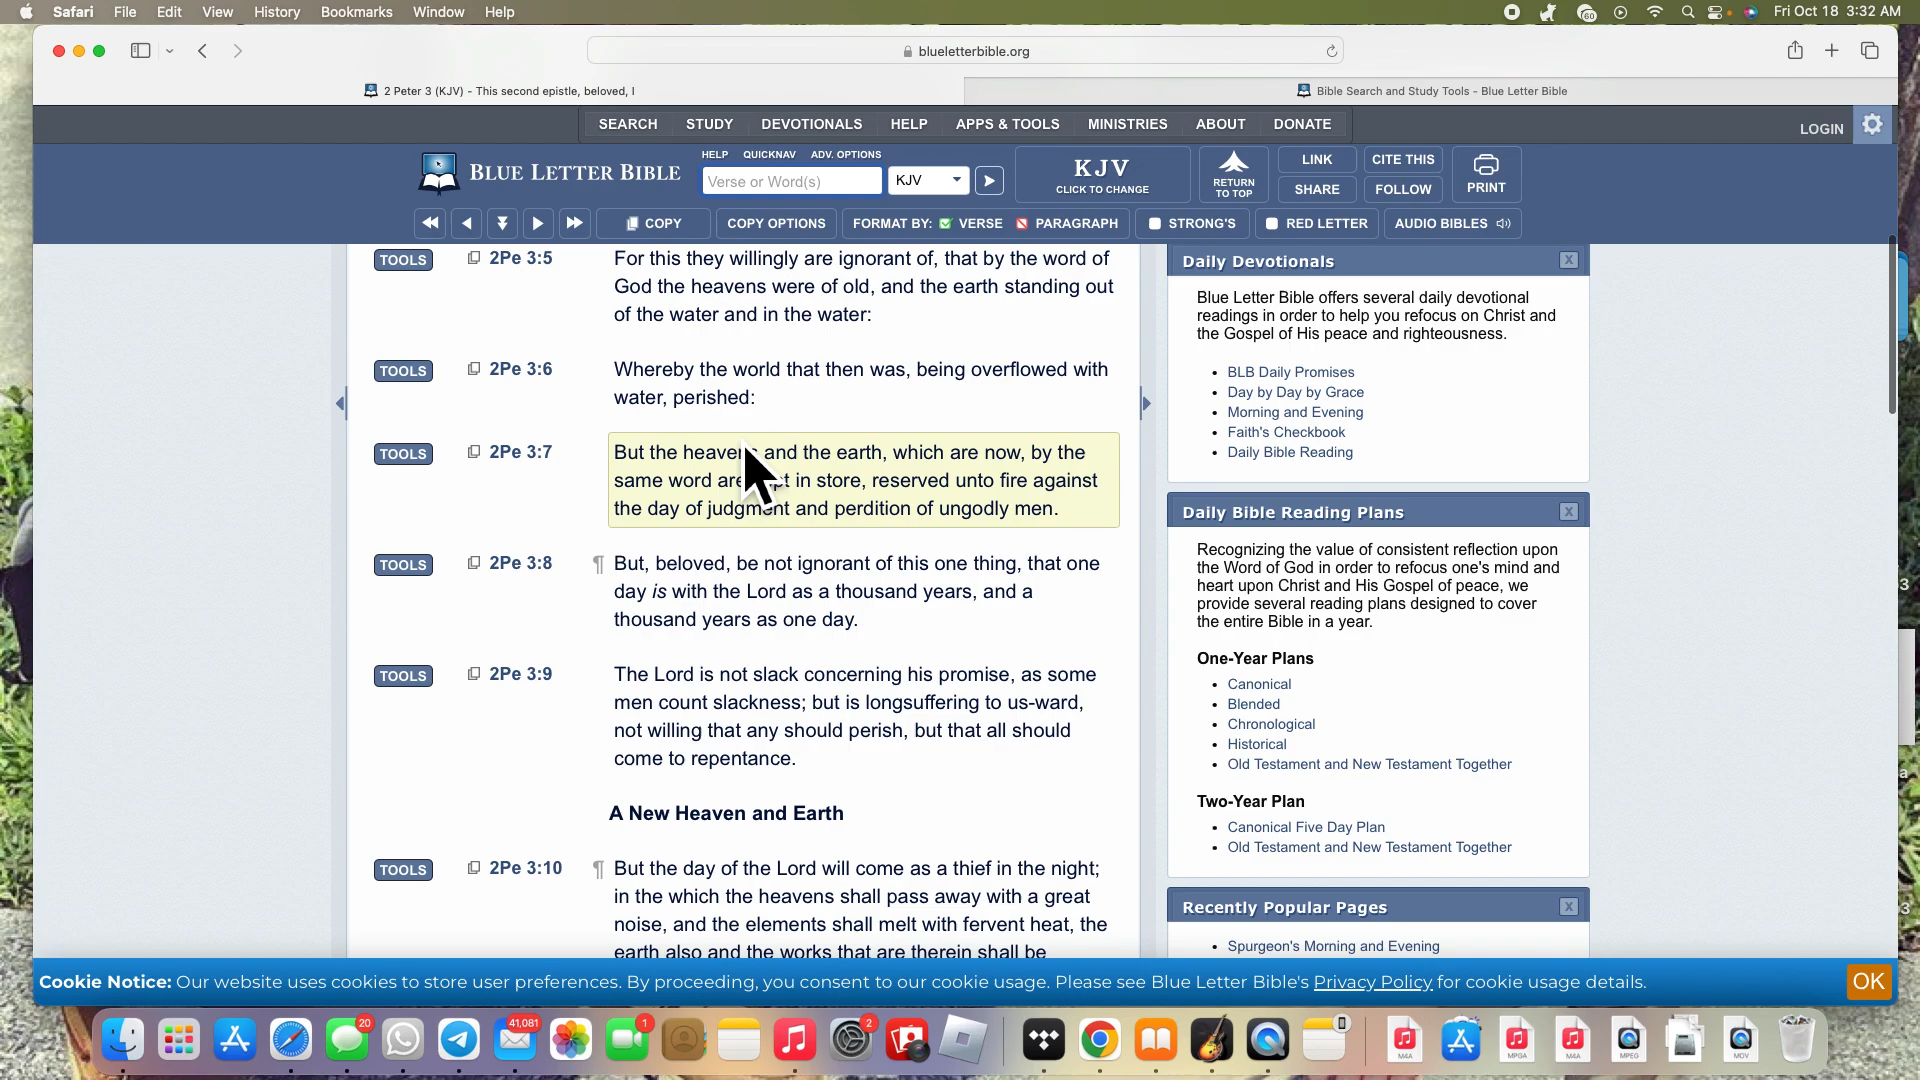 Safari File Edit View History Bookmarks Window Help
60
Fri Oct 18 3:32 AM
blueletterbible.org
2 Peter 3 (KJV) - This second epistle, beloved, I
Bible Search and Study Tools - Blue Letter Bible
SEARCH STUDY DEVOTIONALS HELP APPS & TOOLS MINISTRIES ABOUT DONATE
LOGIN
BLUE LETTER BIBLE
HELP QUICKNAV ADV. OPTIONS
Verse or Word(s)
KJV
KJV
CLICK TO CHANGE
RETURN
TO TOP
LINK
CITE THIS
SHARE
FOLLOW
PRINT
COPY
COPY OPTIONS
FORMAT BY: VERSE PARAGRAPH
STRONG'S
RED LETTER
AUDIO BIBLES
TOOLS 2Pe 3:5 For this they willingly are ignorant of, that by the word of
God the heavens were of old, and the earth standing out
of the water and in the water:
TOOLS 2Pe 3:6 Whereby the world that then was, being overflowed with
water, perished:
TOOLS 2Pe 3:7 But the heavens and the earth, which are now, by the
same word are in store, reserved unto fire against
the day of judgment and perdition of ungodly men.
TOOLS 2Pe 3:8 ¶ But, beloved, be not ignorant of this one thing, that one
day is with the Lord as a thousand years, and a
thousand years as one day.
TOOLS 2Pe 3:9 The Lord is not slack concerning his promise, as some
men count slackness; but is longsuffering to us-ward,
not willing that any should perish, but that all should
come to repentance.
A New Heaven and Earth
TOOLS 2Pe 3:10 ¶ But the day of the Lord will come as a thief in the night;
in the which the heavens shall pass away with a great
noise, and the elements shall melt with fervent heat, the
earth also and the works that are therein shall be
Daily Devotionals
X
Blue Letter Bible offers several daily devotional
readings in order to help you refocus on Christ and
the Gospel of His peace and righteousness.
• BLB Daily Promises
• Day by Day by Grace
• Morning and Evening
• Faith's Checkbook
• Daily Bible Reading
Daily Bible Reading Plans
X
Recognizing the value of consistent reflection upon
the Word of God in order to refocus one's mind and
heart upon Christ and His Gospel of peace, we
provide several reading plans designed to cover
the entire Bible in a year.
One-Year Plans
• Canonical
• Blended
• Chronological
• Historical
• Old Testament and New Testament Together
Two-Year Plan
• Canonical Five Day Plan
• Old Testament and New Testament Together
Recently Popular Pages
X
• Spurgeon's Morning and Evening
Cookie Notice: Our website uses cookies to store user preferences. By proceeding, you consent to our cookie usage. Please see Blue Letter Bible's Privacy Policy for cookie usage details.
OK
20
41,081
1
2
M4A
MPGA
M4A
MPEG
MOV